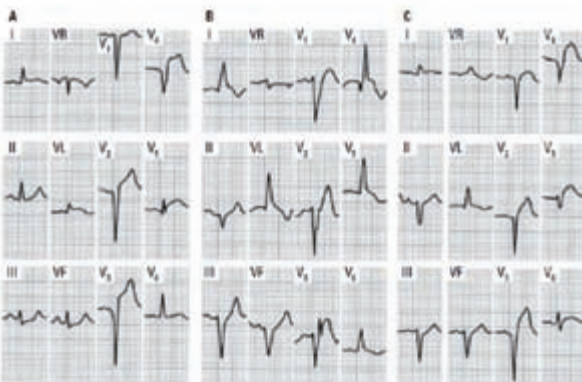 A
I VR V₁ V₄
II VL V₂ V₅
III VF V₃ V₆
B
I VR V₁ V₄
II VL V₂ V₅
III VF V₃ V₆
C
I VR V₁ V₄
II VL V₂ V₅
III VF V₃ V₆